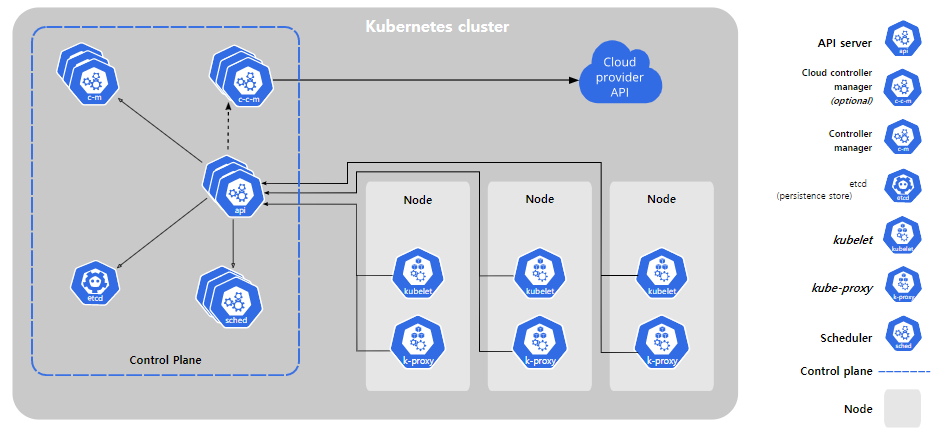 Kubernetes cluster
c-m
c-c-m
Cloud
provider
API
api
etcd
sched
Control Plane
Node
Node
Node
kubelet
kubelet
kubelet
k-proxy
k-proxy
k-proxy
API server
api
Cloud controller
manager
(optional)
c-c-m
Controller
manager
c-m
etcd
(persistence store)
etcd
kubelet
kubelet
kube-proxy
k-proxy
Scheduler
sched
Control plane
Node